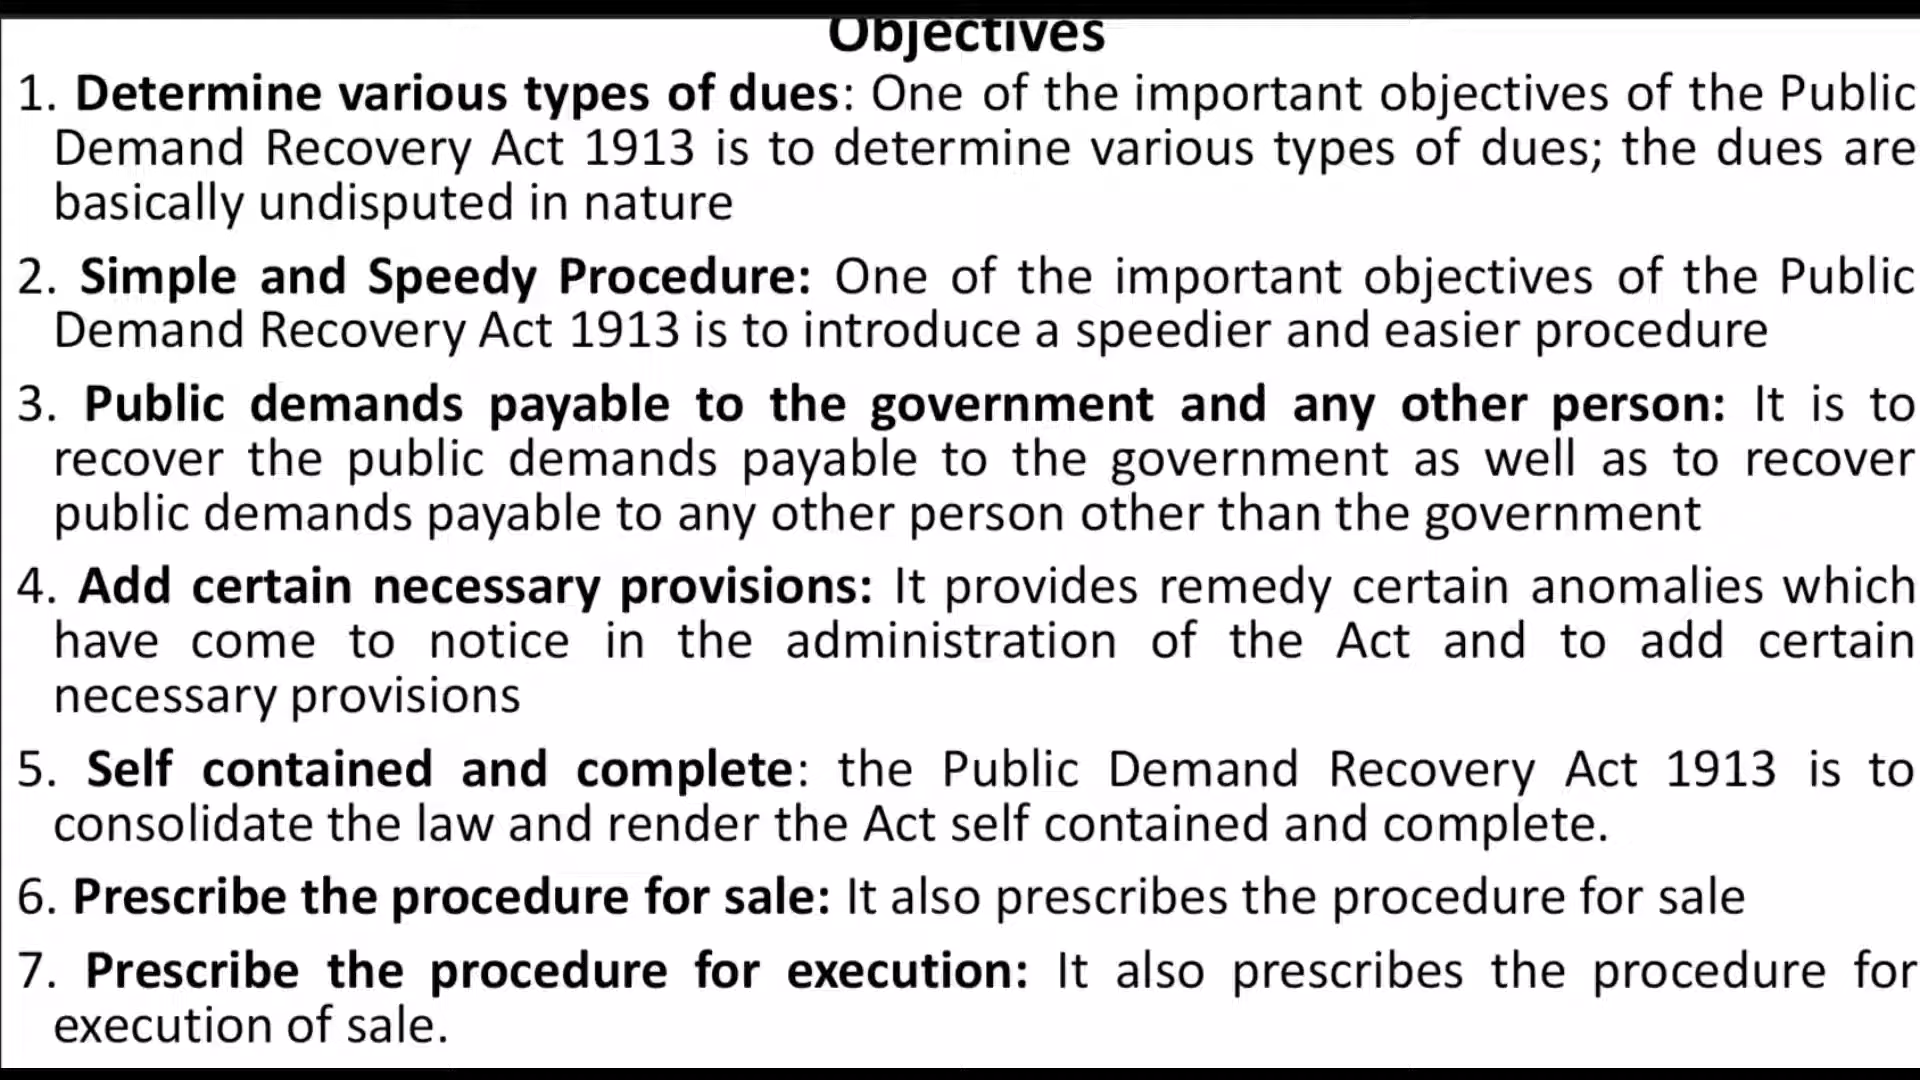 Objectives
1. Determine various types of dues: One of the important objectives of the Public
Demand Recovery Act 1913 is to determine various types of dues; the dues are
basically undisputed in nature
2. Simple and Speedy Procedure: One of the important objectives of the Public
Demand Recovery Act 1913 is to introduce a speedier and easier procedure
3. Public demands payable to the government and any other person: It is to
recover the public demands payable to the government as well as to recover
public demands payable to any other person other than the government
4. Add certain necessary provisions: It provides remedy certain anomalies which
have come to notice in the administration of the Act and to add certain
necessary provisions
5. Self contained and complete: the Public Demand Recovery Act 1913 is to
consolidate the law and render the Act self contained and complete.
6. Prescribe the procedure for sale: It also prescribes the procedure for sale
7. Prescribe the procedure for execution: It also prescribes the procedure for
execution of sale.